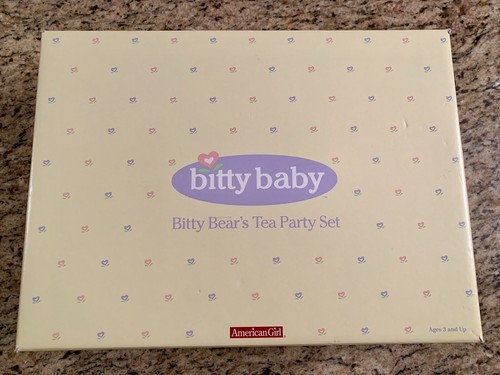 bitty baby
Bitty Bear's Tea Party Set
American Girl
Ages 3 and Up